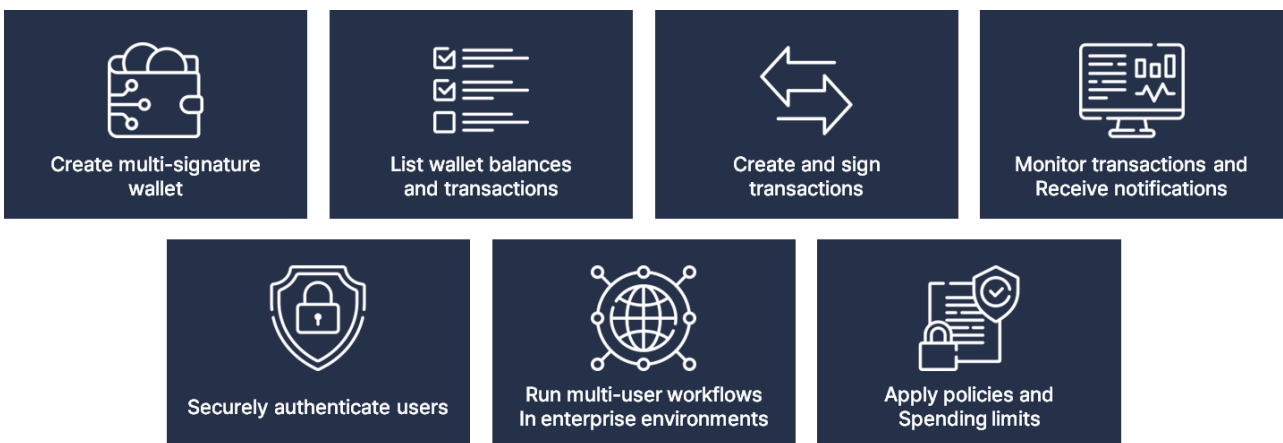 Create multi-signature
wallet
List wallet balances
and transactions
Create and sign
transactions
Monitor transactions and
Receive notifications
Securely authenticate users
Run multi-user workflows
In enterprise environments
Apply policies and
Spending limits